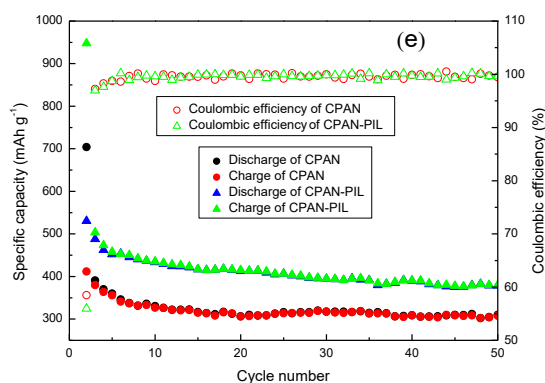 (e)
1000
900
800
700
600
500
400
300
110
100
90
80
70
60
50
0
10
20
30
40
50
Specific capacity (mAh g⁻¹)
Coulombic efficiency (%)
Cycle number
Coulombic efficiency of CPAN
Coulombic efficiency of CPAN-PIL
Discharge of CPAN
Charge of CPAN
Discharge of CPAN-PIL
Charge of CPAN-PIL